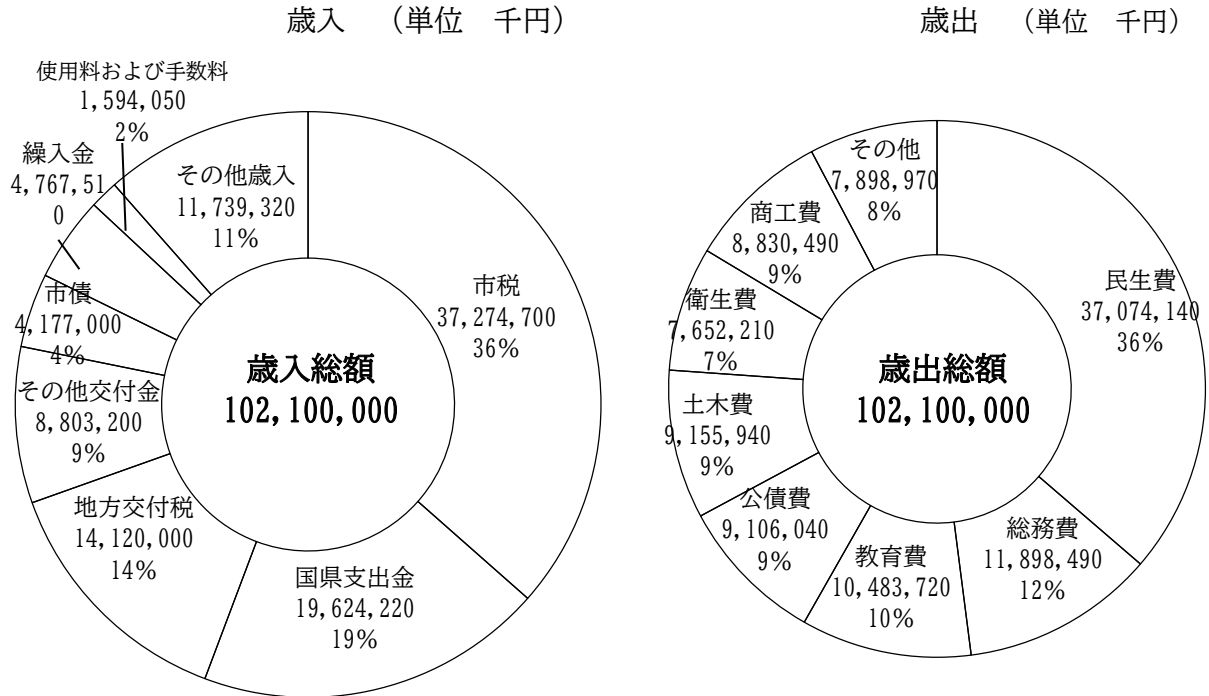 歳入　（単位　千円）
使用料および手数料
1,594,050
2%
繰入金
4,767,51
0
その他歳入
11,739,320
11%
市税
37,274,700
36%
市債
4,177,000
4%
歳入総額
102,100,000
その他交付金
8,803,200
9%
地方交付税
14,120,000
14%
国県支出金
19,624,220
19%
歳出　（単位　千円）
その他
7,898,970
8%
商工費
8,830,490
9%
民生費
37,074,140
36%
衛生費
7,652,210
7%
歳出総額
102,100,000
土木費
9,155,940
9%
公債費
9,106,040
9%
教育費
10,483,720
10%
総務費
11,898,490
12%